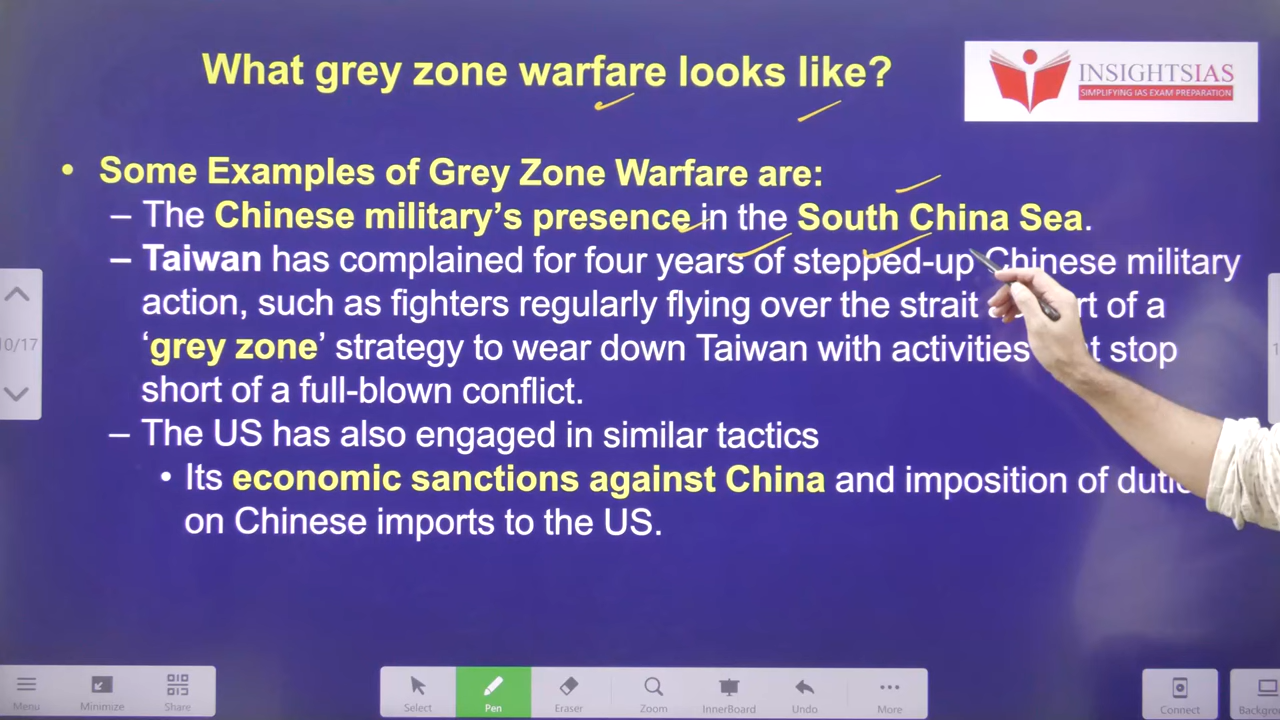 What grey zone warfare looks like?
INSIGHTSIAS
SIMPLIFYING IAS EXAM PREPARATION
• Some Examples of Grey Zone Warfare are:
– The Chinese military's presence in the South China Sea.
– Taiwan has complained for four years of stepped-up Chinese military
action, such as fighters regularly flying over the strait of a
'grey zone' strategy to wear down Taiwan with activities stop
short of a full-blown conflict.
– The US has also engaged in similar tactics
• Its economic sanctions against China and imposition of
on Chinese imports to the US.
10/17
Menu
Minimize
Share
Select
Pen
Eraser
Zoom
InnerBoard
Undo
More
Connect